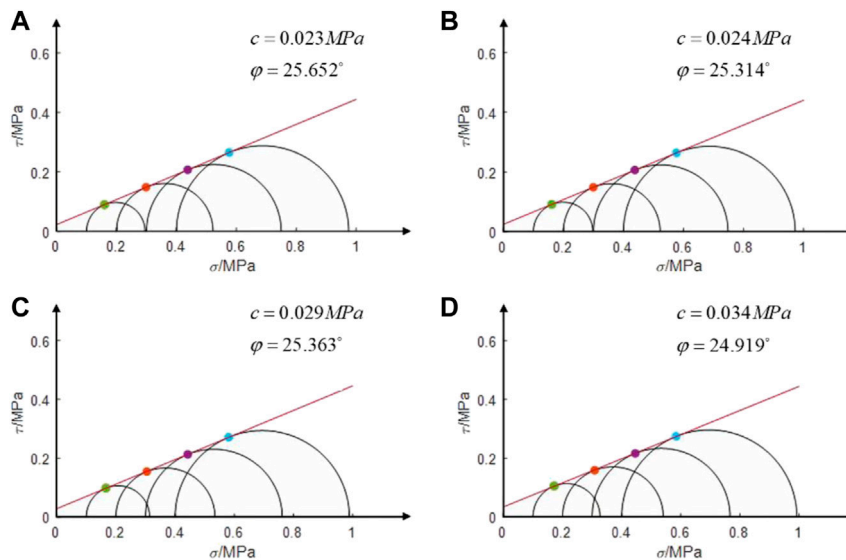 A
c = 0.023MPa
φ = 25.652°
τ/MPa
0.6
0.4
0.2
0
0 0.2 0.4 0.6 0.8 1
σ/MPa
B
c = 0.024MPa
φ = 25.314°
τ/MPa
0.6
0.4
0.2
0
0 0.2 0.4 0.6 0.8 1
σ/MPa
C
c = 0.029MPa
φ = 25.363°
τ/MPa
0.6
0.4
0.2
0
0 0.2 0.4 0.6 0.8 1
σ/MPa
D
c = 0.034MPa
φ = 24.919°
τ/MPa
0.6
0.4
0.2
0
0 0.2 0.4 0.6 0.8 1
σ/MPa